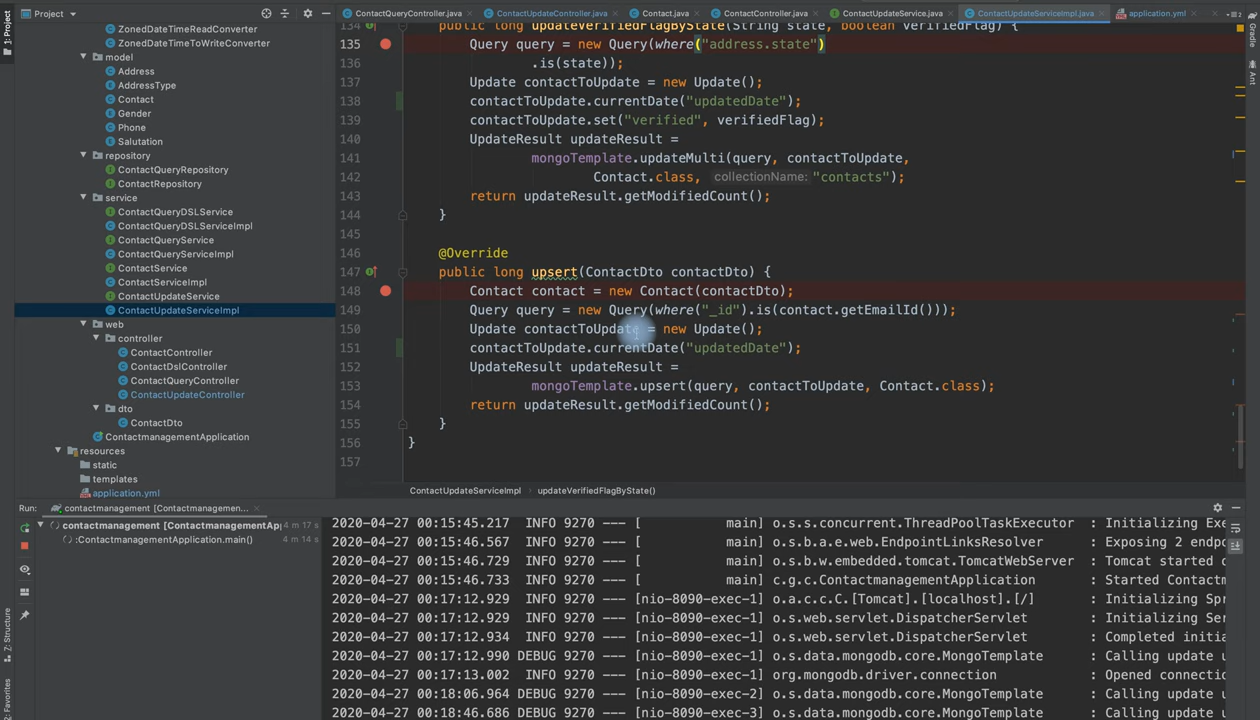 Project
ContactQueryController.java
ContactUpdateController.java
Contact.java
ContactController.java
ContactUpdateService.java
ContactUpdateServiceImpl.java
application.yml
1: Project
ZonedDateTimeReadConverter
ZonedDateTimeToWriteConverter
model
Address
AddressType
Contact
Gender
Phone
Salutation
repository
ContactQueryRepository
ContactRepository
service
ContactQueryDSLService
ContactQueryDSLServiceImpl
ContactQueryService
ContactQueryServiceImpl
ContactService
ContactServiceImpl
ContactUpdateService
ContactUpdateServiceImpl
web
controller
ContactController
ContactDslController
ContactQueryController
ContactUpdateController
dto
ContactDto
ContactmanagementApplication
resources
static
templates
application.yml
134 public long updateVerifiedFlagByState(String state, boolean verifiedFlag) {
135 Query query = new Query(where("address.state")
136 .is(state));
137 Update contactToUpdate = new Update();
138 contactToUpdate.currentDate("updatedDate");
139 contactToUpdate.set("verified", verifiedFlag);
140 UpdateResult updateResult =
141 mongoTemplate.updateMulti(query, contactToUpdate,
142 Contact.class, collectionName: "contacts");
143 return updateResult.getModifiedCount();
144 }
145
146 @Override
147 public long upsert(ContactDto contactDto) {
148 Contact contact = new Contact(contactDto);
149 Query query = new Query(where("_id").is(contact.getEmailId()));
150 Update contactToUpdate = new Update();
151 contactToUpdate.currentDate("updatedDate");
152 UpdateResult updateResult =
153 mongoTemplate.upsert(query, contactToUpdate, Contact.class);
154 return updateResult.getModifiedCount();
155 }
156 }
157
ContactUpdateServiceImpl
updateVerifiedFlagByState()
Gradle
Ant
Run:
contactmanagement [Contactmanagemen...
contactmanagement [ContactmanagementAp 4 m 17 s
:ContactmanagementApplication.main() 4 m 14 s
2020-04-27 00:15:45.217 INFO 9270 --- [ main] o.s.s.concurrent.ThreadPoolTaskExecutor : Initializing Exe
2020-04-27 00:15:46.567 INFO 9270 --- [ main] o.s.b.a.e.web.EndpointLinksResolver : Exposing 2 endpo
2020-04-27 00:15:46.729 INFO 9270 --- [ main] o.s.b.w.embedded.tomcat.TomcatWebServer : Tomcat started o
2020-04-27 00:15:46.733 INFO 9270 --- [ main] c.g.c.ContactmanagementApplication : Started Contactm
2020-04-27 00:17:12.929 INFO 9270 --- [nio-8090-exec-1] o.a.c.c.C.[Tomcat].[localhost].[/] : Initializing Spr
2020-04-27 00:17:12.929 INFO 9270 --- [nio-8090-exec-1] o.s.web.servlet.DispatcherServlet : Initializing Ser
2020-04-27 00:17:12.934 INFO 9270 --- [nio-8090-exec-1] o.s.web.servlet.DispatcherServlet : Completed initia
2020-04-27 00:17:12.990 DEBUG 9270 --- [nio-8090-exec-1] o.s.data.mongodb.core.MongoTemplate : Calling update u
2020-04-27 00:17:13.002 INFO 9270 --- [nio-8090-exec-1] org.mongodb.driver.connection : Opened connectio
2020-04-27 00:18:06.964 DEBUG 9270 --- [nio-8090-exec-2] o.s.data.mongodb.core.MongoTemplate : Calling update u
2020-04-27 00:18:46.686 DEBUG 9270 --- [nio-8090-exec-3] o.s.data.mongodb.core.MongoTemplate : Calling update u
Z: Structure
2: Favorites